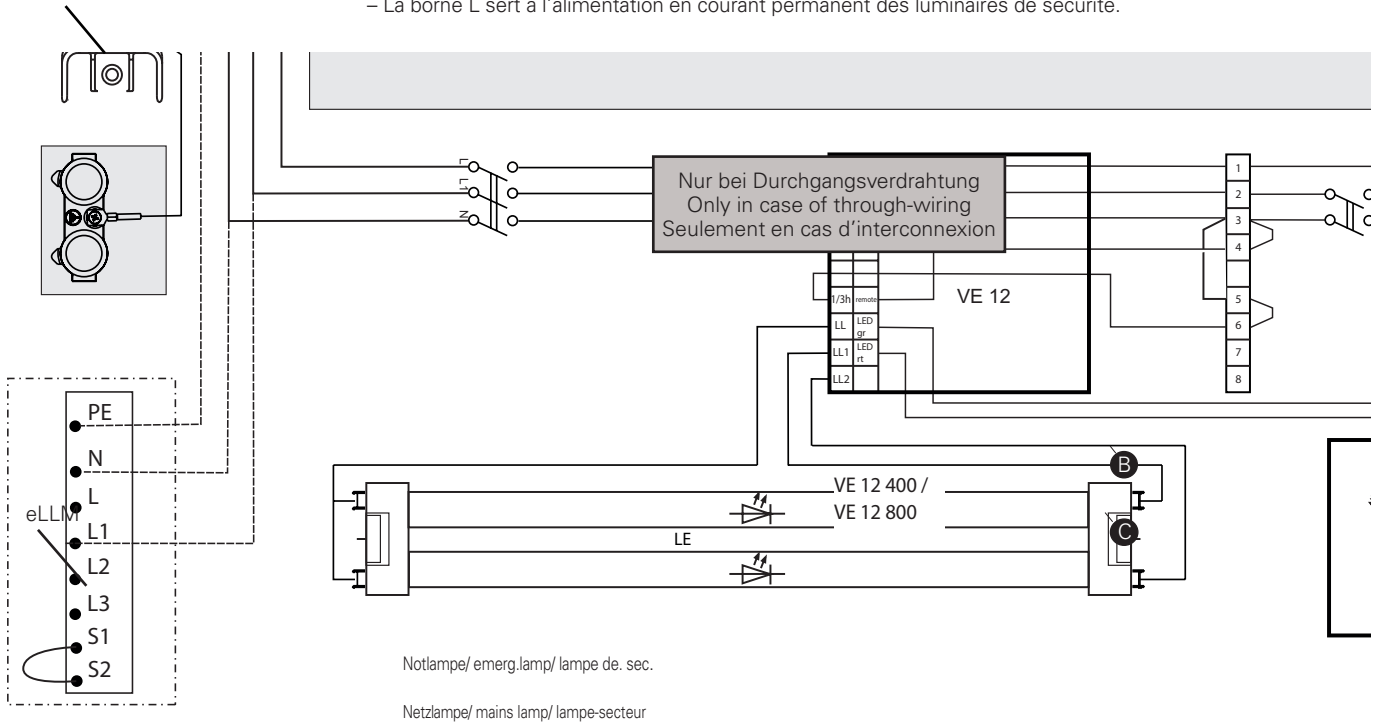 – La borne L sert à l'alimentation en courant permanent des luminaires de sécurité.
L
L1
N
Nur bei Durchgangsverdrahtung
Only in case of through-wiring
Seulement en cas d'interconnexion
1
2
3
4
5
6
7
8
1/3h remote
LL LED gr
LL1 LED rt
LL2
VE 12
PE
N
L
eLLM
L1
L2
L3
S1
S2
B
VE 12 400 /
VE 12 800
C
LE
Notlampe/ emerg.lamp/ lampe de. sec.
Netzlampe/ mains lamp/ lampe-secteur